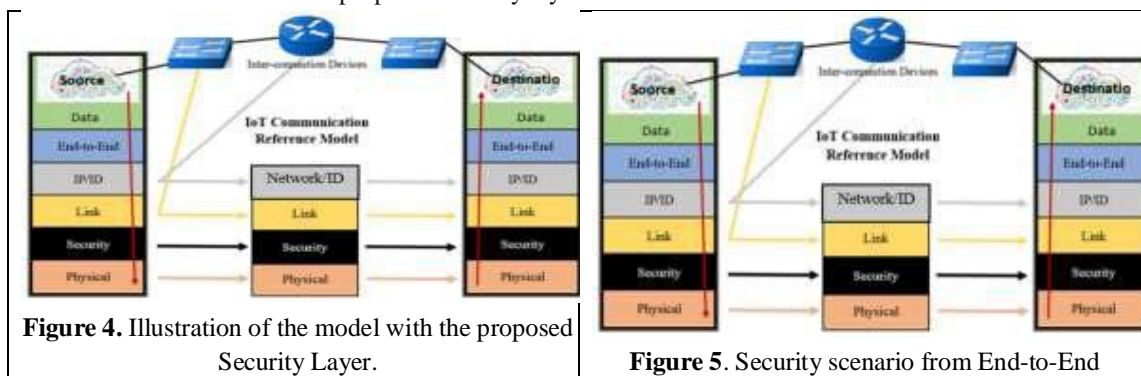 Source
Inter-connection Devices
Destinatio
Data
IoT Communication
Reference Model
Data
End-to-End
End-to-End
IP/ID
Network/ID
IP/ID
Link
Link
Link
Security
Security
Security
Physical
Physical
Physical
Figure 4. Illustration of the model with the proposed
Security Layer.
Source
Inter-connection Devices
Destinatio
Data
IoT Communication
Reference Model
Data
End-to-End
End-to-End
IP/ID
Network/ID
IP/ID
Link
Link
Link
Security
Security
Security
Physical
Physical
Physical
Figure 5. Security scenario from End-to-End